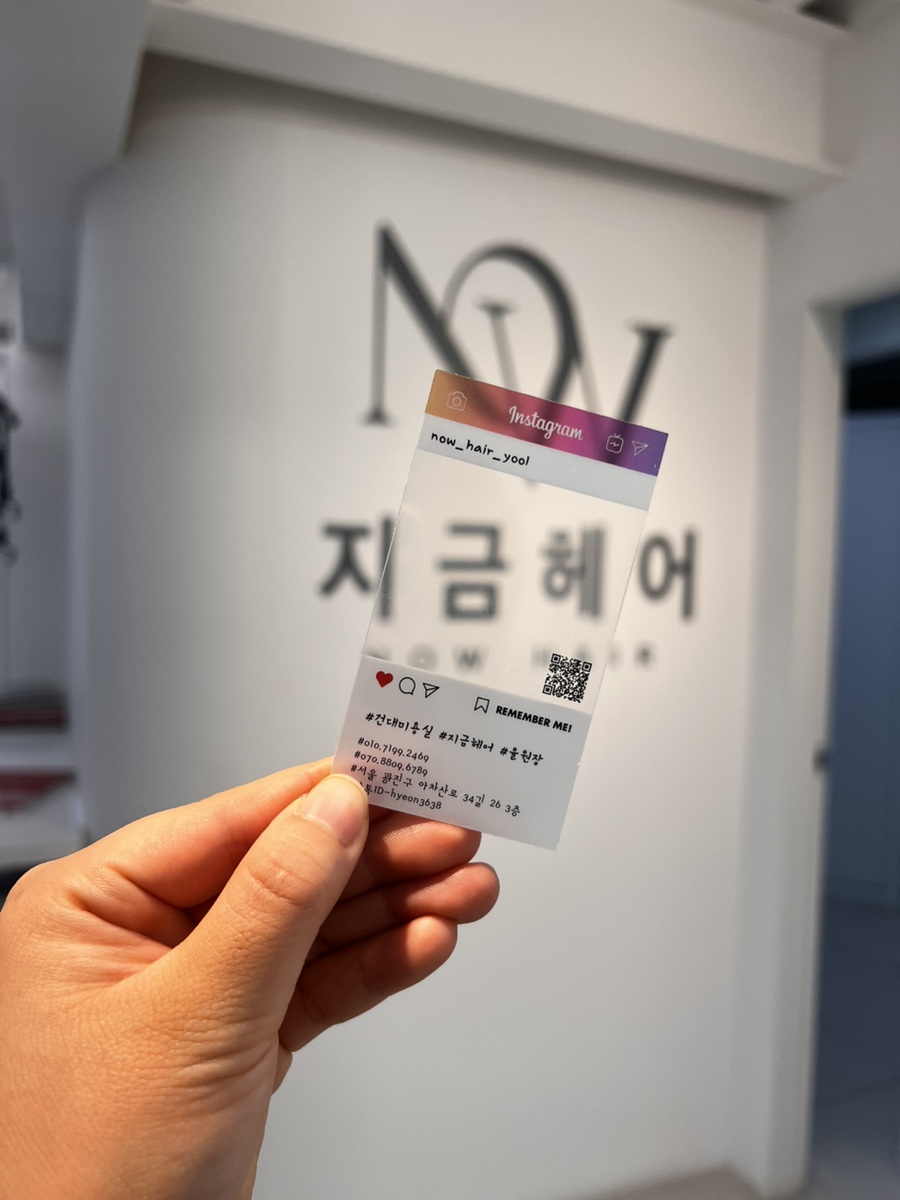 NOW
Instagram
now_hair_yool
지금헤어
NOW HAIR
REMEMBER ME!
#건대미용실 #지금헤어 #율원장
#010.7199.2469
#070.8809.6789
#서울 광진구 아차산로 34길 26 3층
톡ID-hyeon3638